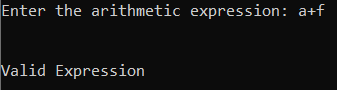 Enter the arithmetic expression: a+f
Valid Expression